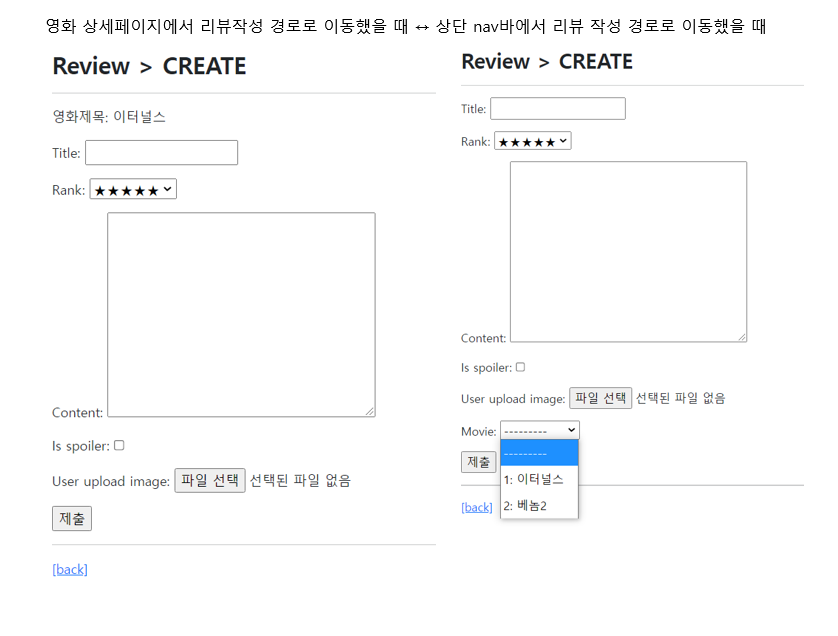 영화 상세페이지에서 리뷰작성 경로로 이동했을 때 ↔ 상단 nav바에서 리뷰 작성 경로로 이동했을 때
Review > CREATE
영화제목: 이터널스
Title:
Rank: ★★★★★
Content:
Is spoiler:
User upload image: 파일 선택 선택된 파일 없음
제출
[back]
Review > CREATE
Title:
Rank: ★★★★★
Content:
Is spoiler:
User upload image: 파일 선택 선택된 파일 없음
Movie: ---------
---------
제출
1: 이터널스
2: 베놈2
[back]